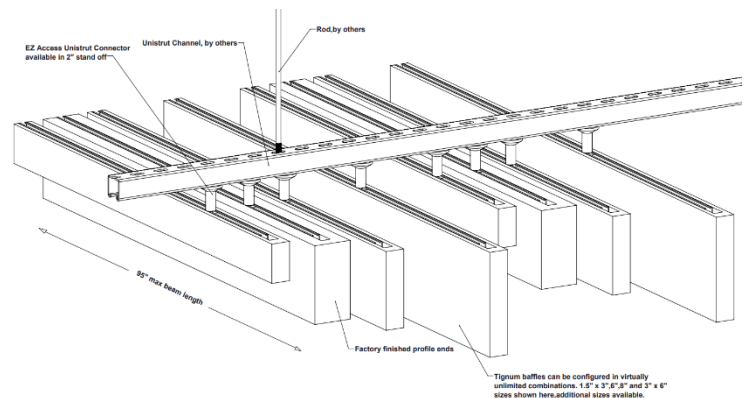 Rod,by others
EZ Access Unistrut Connector
available in 2" stand off
Unistrut Channel, by others
95" max beam length
Factory finished profile ends
Tignum baffles can be configured in virtually
unlimited combinations. 1.5" x 3",6",8" and 3" x 6"
sizes shown here,additional sizes available.